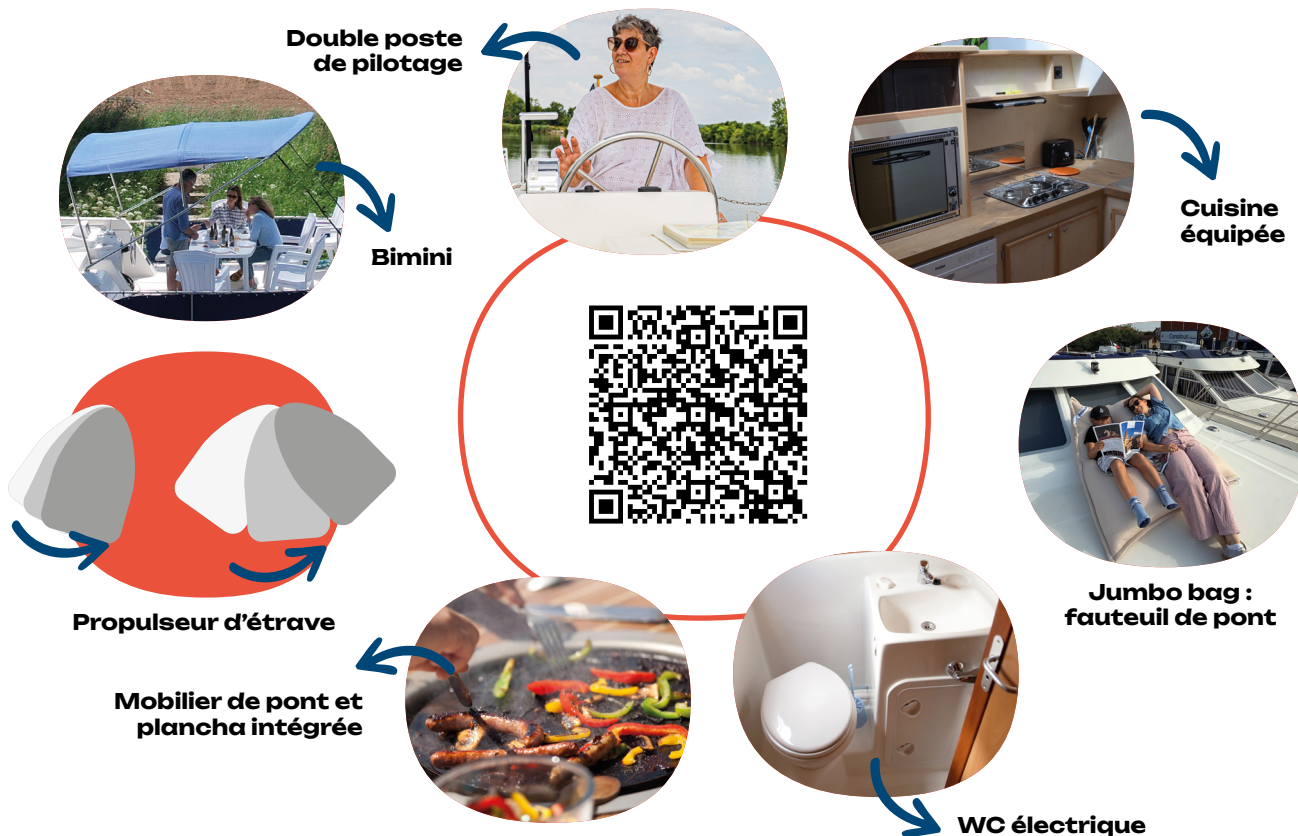 Double poste
de pilotage
Bimini
Cuisine
équipée
Propulseur d'étrave
Jumbo bag :
fauteuil de pont
Mobilier de pont et
plancha intégrée
WC électrique